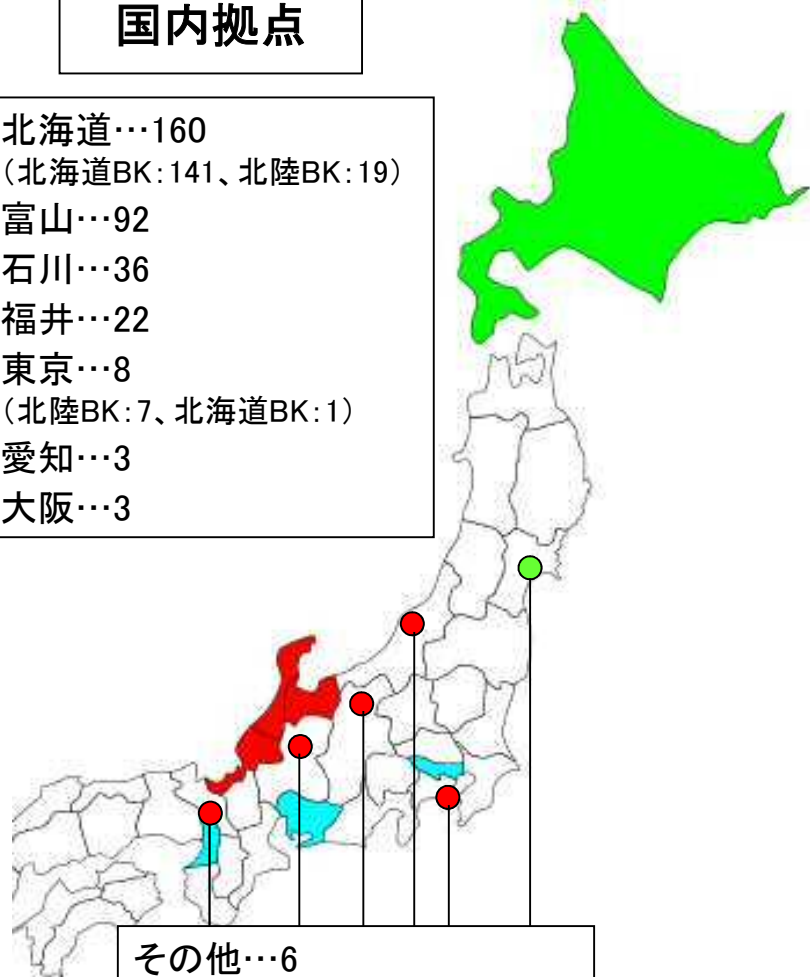 国内拠点
北海道…160
（北海道BK：141、北陸BK：19）
富山…92
石川…36
福井…22
東京…8
（北陸BK：7、北海道BK：1）
愛知…3
大阪…3
その他…6